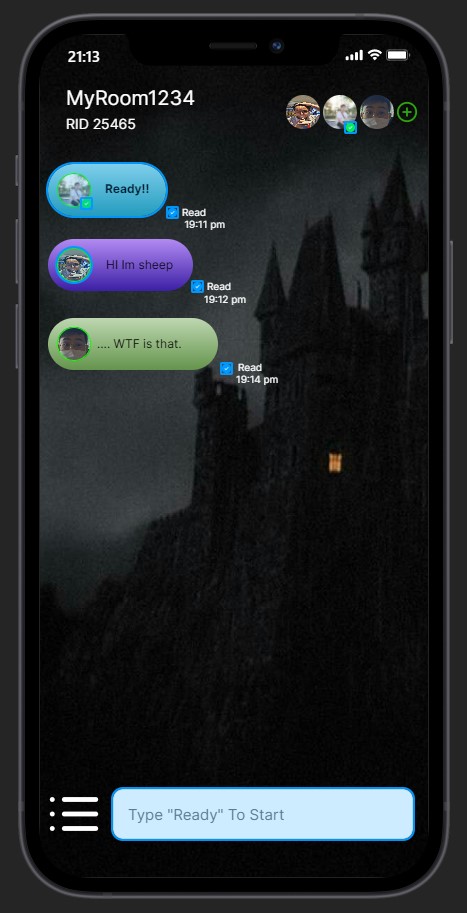 21:13
MyRoom1234
RID 25465
Ready!!
Read
19:11 pm
HI Im sheep
Read
19:12 pm
.... WTF is that.
Read
19:14 pm
Type "Ready" To Start